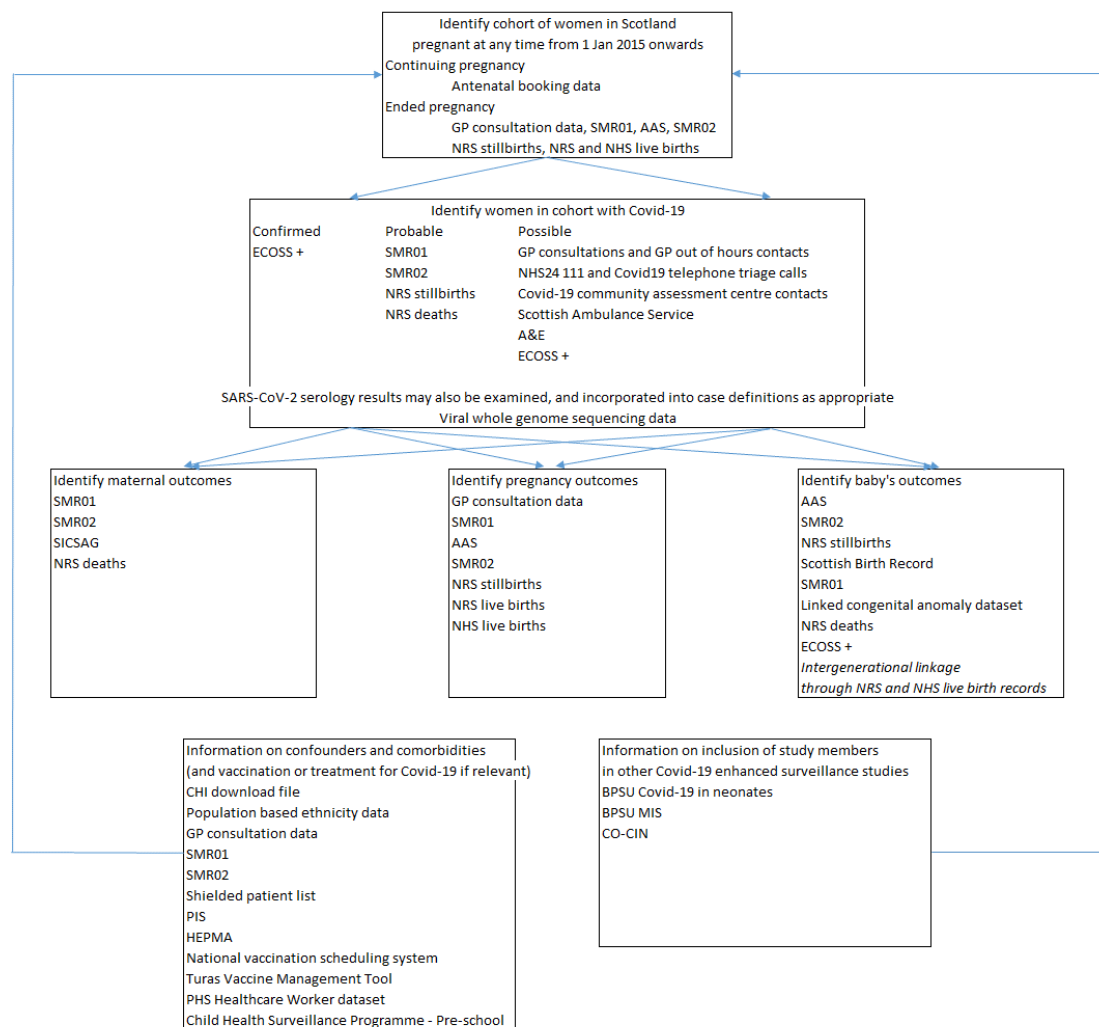 Identify cohort of women in Scotland
pregnant at any time from 1 Jan 2015 onwards
Continuing pregnancy
Antenatal booking data
Ended pregnancy
GP consultation data, SMR01, AAS, SMR02
NRS stillbirths, NRS and NHS live births
Identify women in cohort with Covid-19
Confirmed Probable Possible
ECOSS + SMR01 GP consultations and GP out of hours contacts
SMR02 NHS24 111 and Covid19 telephone triage calls
NRS stillbirths Covid-19 community assessment centre contacts
NRS deaths Scottish Ambulance Service
A&E
ECOSS +
SARS-CoV-2 serology results may also be examined, and incorporated into case definitions as appropriate
Viral whole genome sequencing data
Identify maternal outcomes
SMR01
SMR02
SICSAG
NRS deaths
Identify pregnancy outcomes
GP consultation data
SMR01
AAS
SMR02
NRS stillbirths
NRS live births
NHS live births
Identify baby's outcomes
AAS
SMR02
NRS stillbirths
Scottish Birth Record
SMR01
Linked congenital anomaly dataset
NRS deaths
ECOSS +
Intergenerational linkage
through NRS and NHS live birth records
Information on confounders and comorbidities
(and vaccination or treatment for Covid-19 if relevant)
CHI download file
Population based ethnicity data
GP consultation data
SMR01
SMR02
Shielded patient list
PIS
HEPMA
National vaccination scheduling system
Turas Vaccine Management Tool
PHS Healthcare Worker dataset
Child Health Surveillance Programme - Pre-school
Information on inclusion of study members
in other Covid-19 enhanced surveillance studies
BPSU Covid-19 in neonates
BPSU MIS
CO-CIN